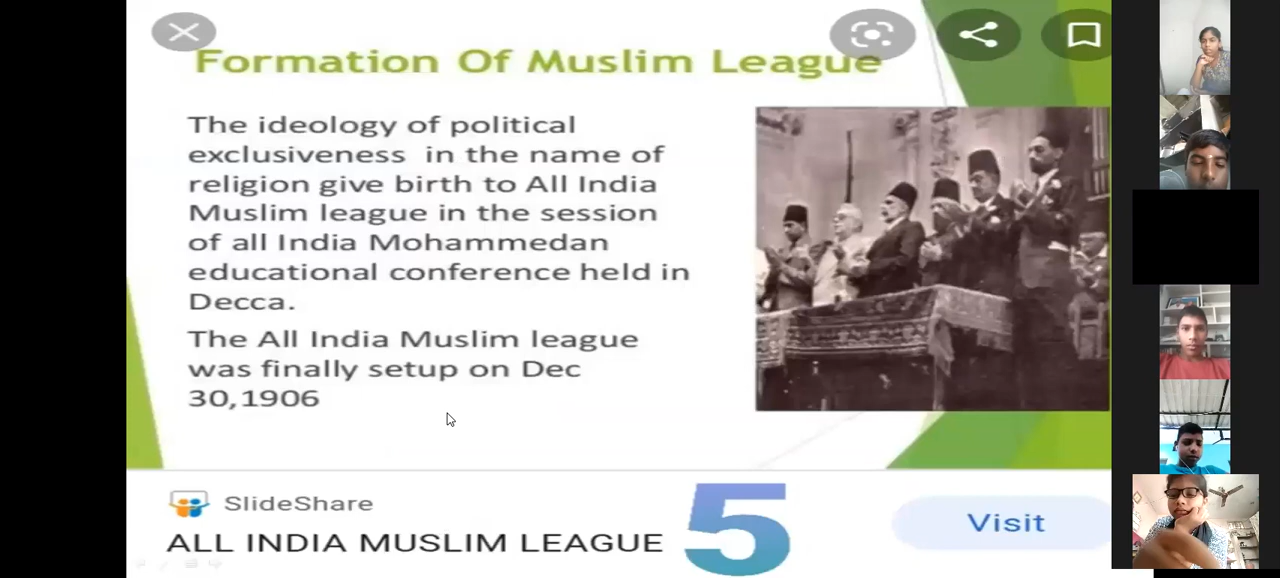 Formation Of Muslim League
The ideology of political
exclusiveness in the name of
religion give birth to All India
Muslim league in the session
of all India Mohammedan
educational conference held in
Decca.
The All India Muslim league
was finally setup on Dec
30,1906
SlideShare
ALL INDIA MUSLIM LEAGUE
5
Visit